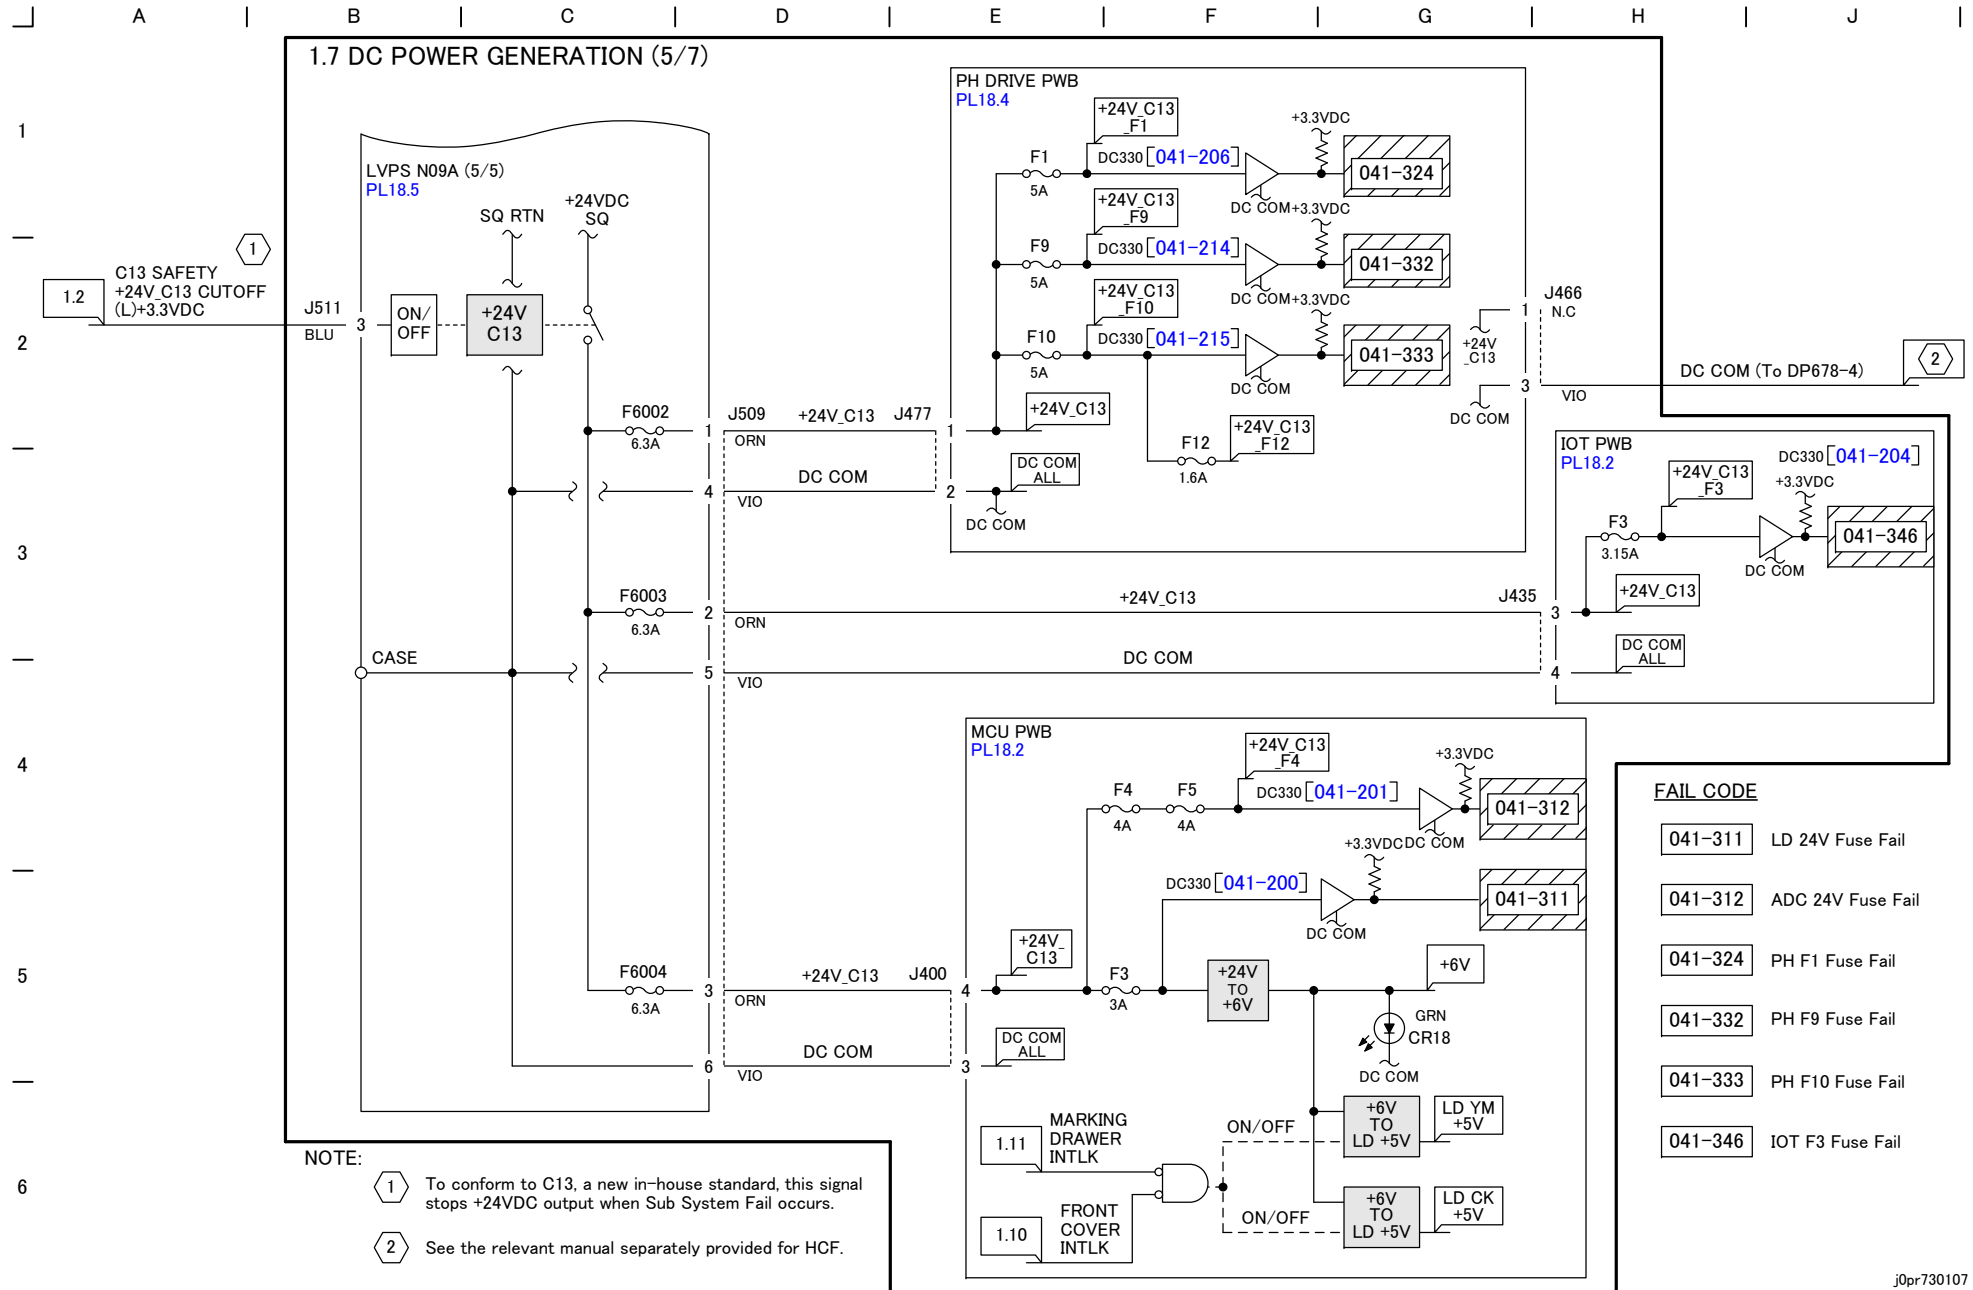 A B C D E F G H J
1
2
3
4
5
6
1.7 DC POWER GENERATION (5/7)
LVPS N09A (5/5)
PL18.5
SQ RTN
+24VDC
SQ
1
1.2
C13 SAFETY
+24V_C13 CUTOFF
(L)+3.3VDC
J511
BLU
3
ON/
OFF
+24V
C13
F6002
6.3A
1
J509
ORN
+24V_C13
J477
1
4
VIO
DC COM
2
F6003
6.3A
2
ORN
+24V_C13
J435
3
CASE
5
VIO
DC COM
4
F6004
6.3A
3
ORN
+24V_C13
J400
4
6
VIO
DC COM
3
PH DRIVE PWB
PL18.4
+24V_C13
_F1
F1
5A
DC330 [041-206]
+3.3VDC
DC COM
041-324
+24V_C13
_F9
F9
5A
DC330 [041-214]
+3.3VDC
DC COM
041-332
+24V_C13
_F10
F10
5A
DC330 [041-215]
+3.3VDC
DC COM
041-333
+24V_C13
F12
1.6A
+24V_C13
_F12
DC COM
ALL
DC COM
+24V
_C13
1
J466
N.C
3
DC COM
VIO
DC COM (To DP678-4)
2
IOT PWB
PL18.2
DC330 [041-204]
+24V_C13
_F3
+3.3VDC
F3
3.15A
DC COM
041-346
+24V_C13
DC COM
ALL
MCU PWB
PL18.2
+24V_C13
_F4
F4
4A
F5
4A
DC330 [041-201]
+3.3VDC
DC COM
041-312
DC330 [041-200]
+3.3VDC
DC COM
041-311
+24V_
C13
F3
3A
+24V
TO
+6V
+6V
GRN
CR18
DC COM
DC COM
ALL
1.11
MARKING
DRAWER
INTLK
1.10
FRONT
COVER
INTLK
ON/OFF
+6V
TO
LD +5V
LD YM
+5V
ON/OFF
+6V
TO
LD +5V
LD CK
+5V
FAIL CODE
041-311 LD 24V Fuse Fail
041-312 ADC 24V Fuse Fail
041-324 PH F1 Fuse Fail
041-332 PH F9 Fuse Fail
041-333 PH F10 Fuse Fail
041-346 IOT F3 Fuse Fail
NOTE:
1 To conform to C13, a new in-house standard, this signal
stops +24VDC output when Sub System Fail occurs.
2 See the relevant manual separately provided for HCF.
j0pr730107